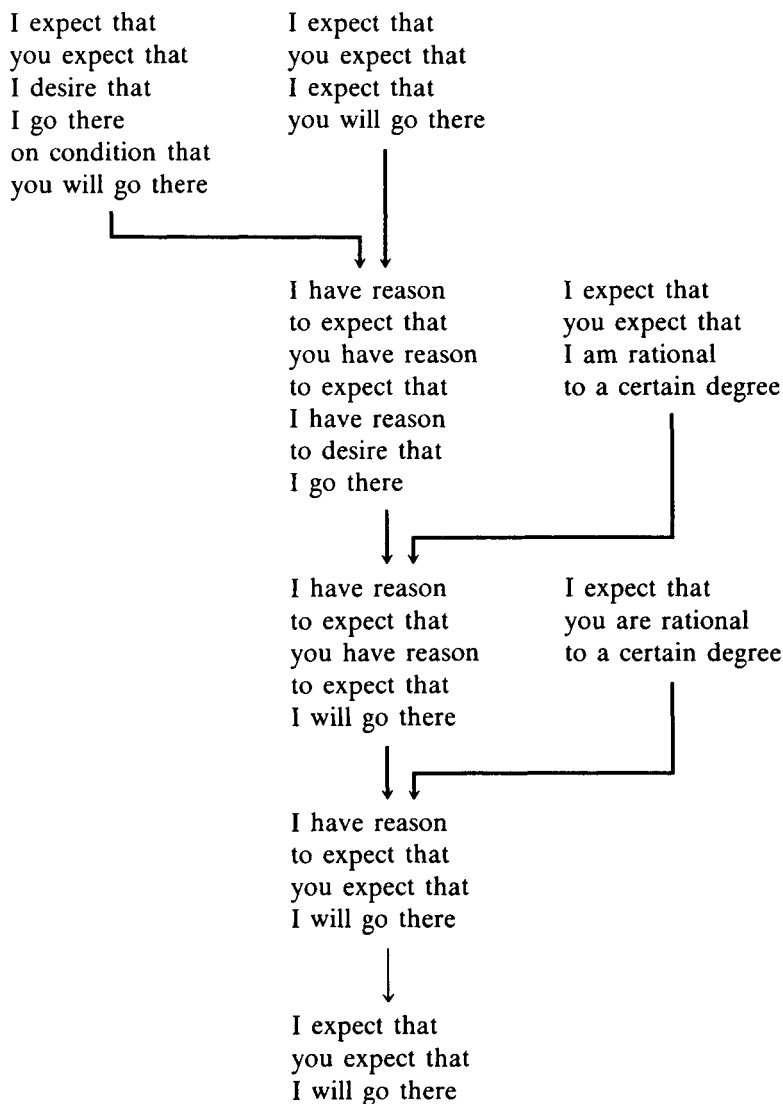 I expect that
you expect that
I desire that
I go there
on condition that
you will go there
I expect that
you expect that
I expect that
you will go there
I have reason
to expect that
you have reason
to expect that
I have reason
to desire that
I go there
I expect that
you expect that
I am rational
to a certain degree
I have reason
to expect that
you have reason
to expect that
I will go there
I expect that
you are rational
to a certain degree
I have reason
to expect that
you expect that
I will go there
I expect that
you expect that
I will go there